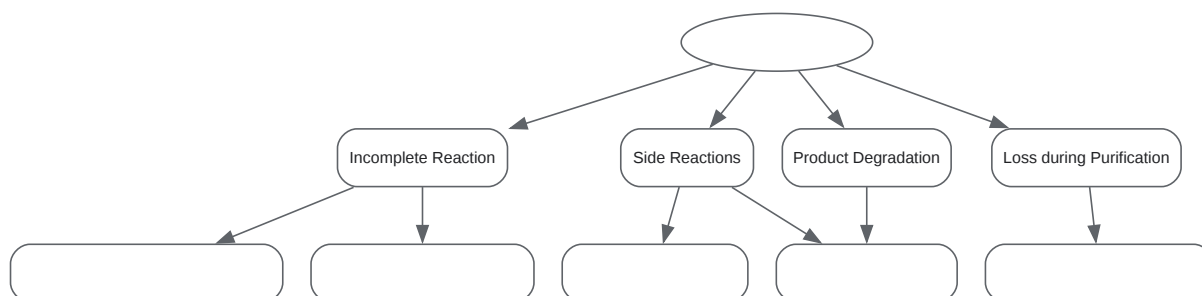 Incomplete Reaction
Side Reactions
Product Degradation
Loss during Purification